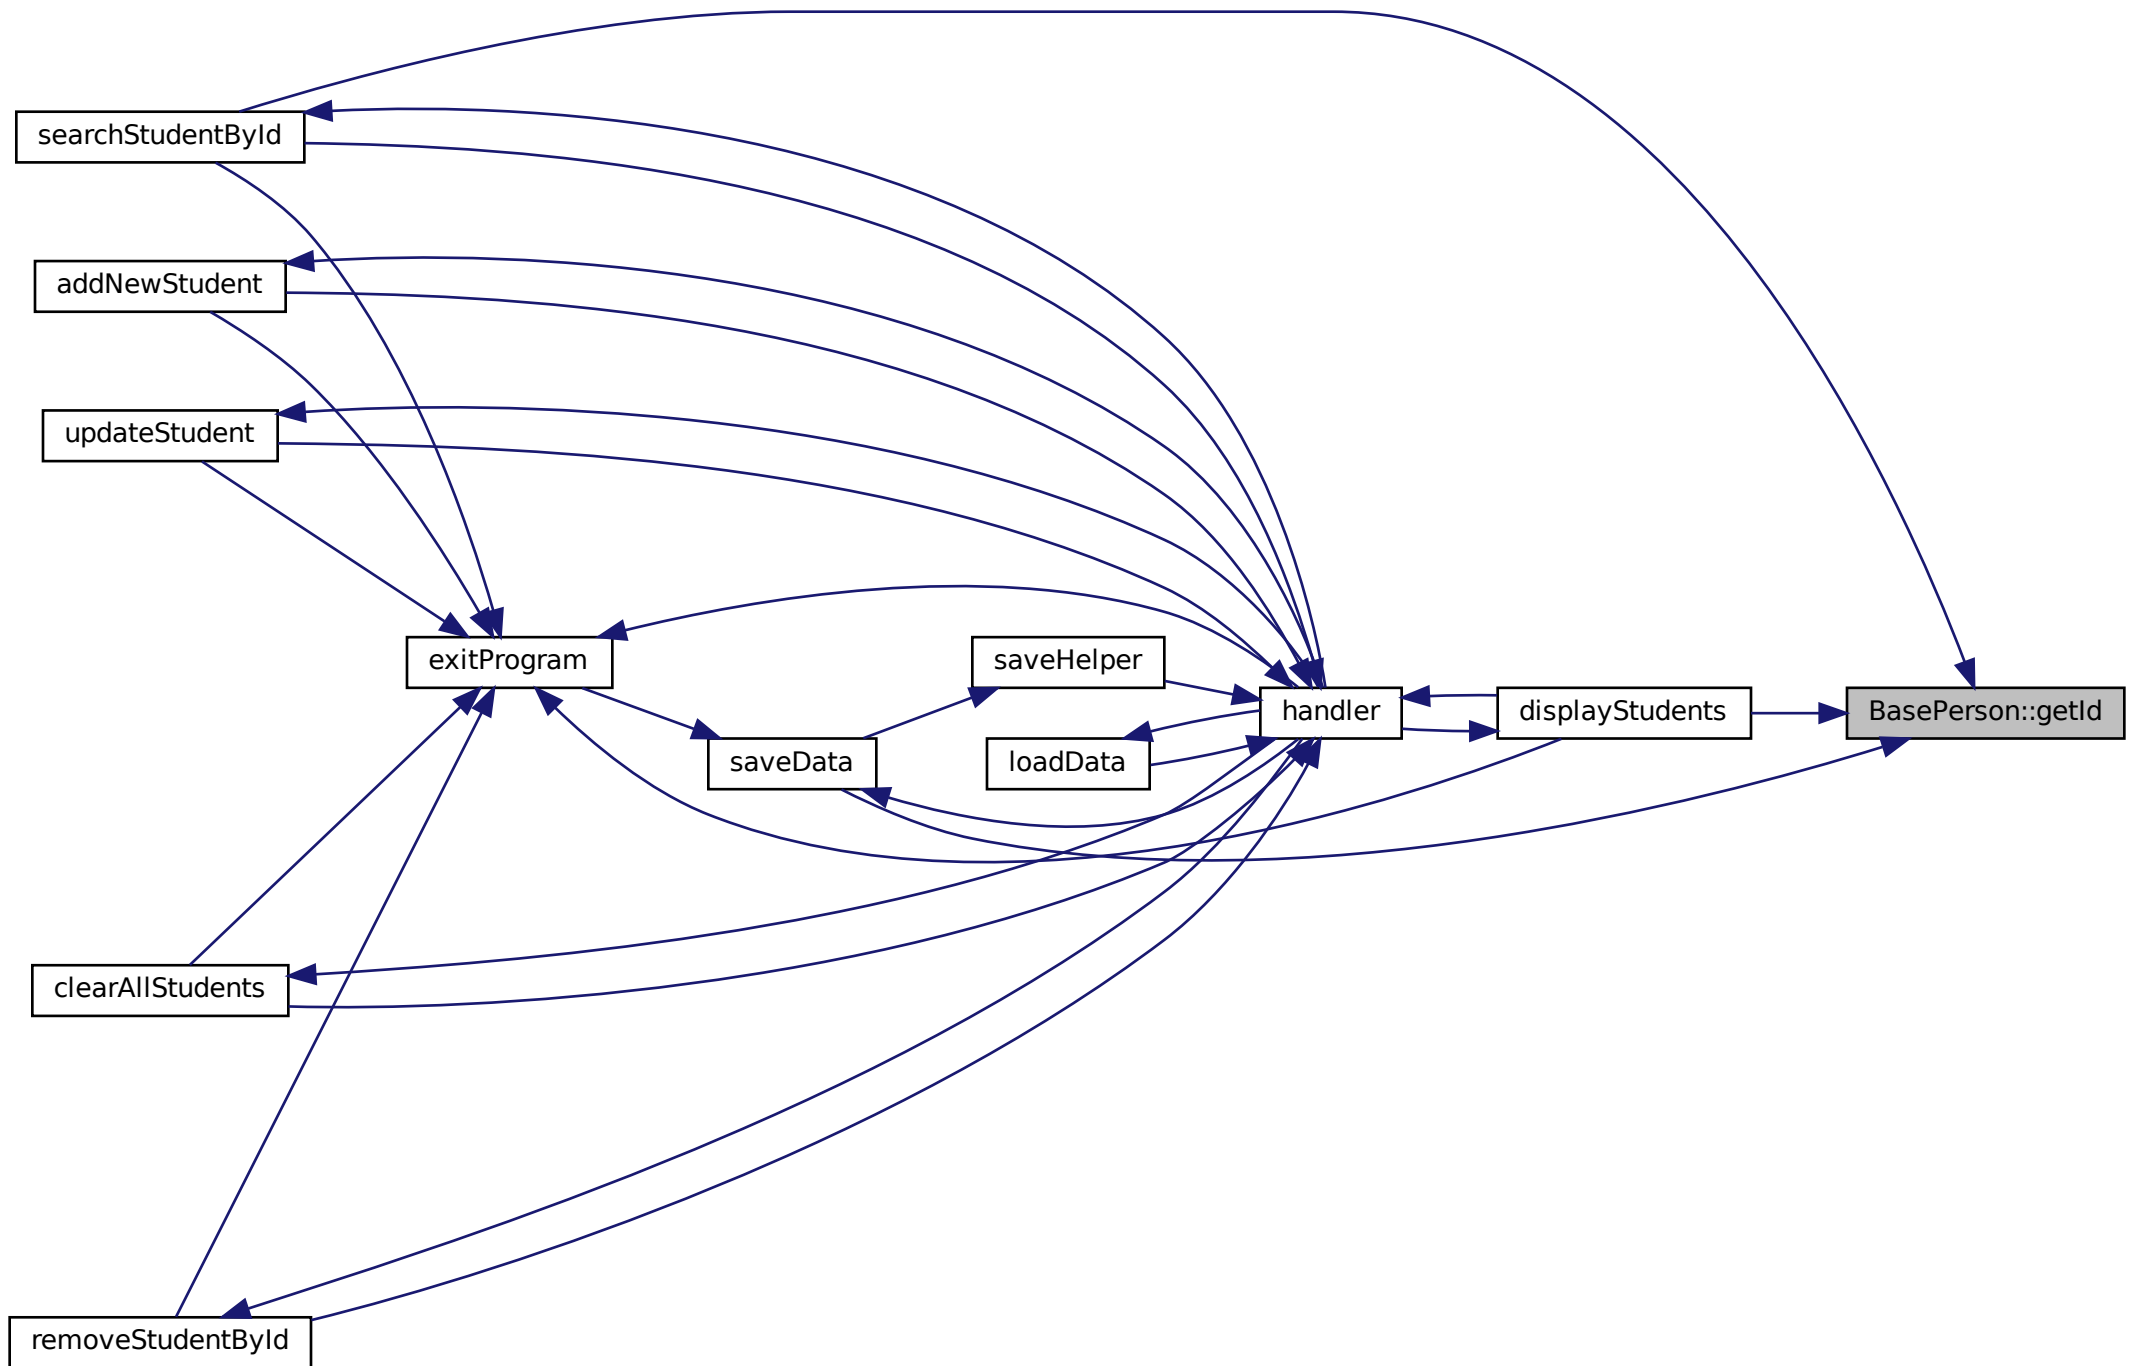 searchStudentById
addNewStudent
updateStudent
exitProgram
saveHelper
handler
displayStudents
BasePerson::getId
saveData
loadData
clearAllStudents
removeStudentById